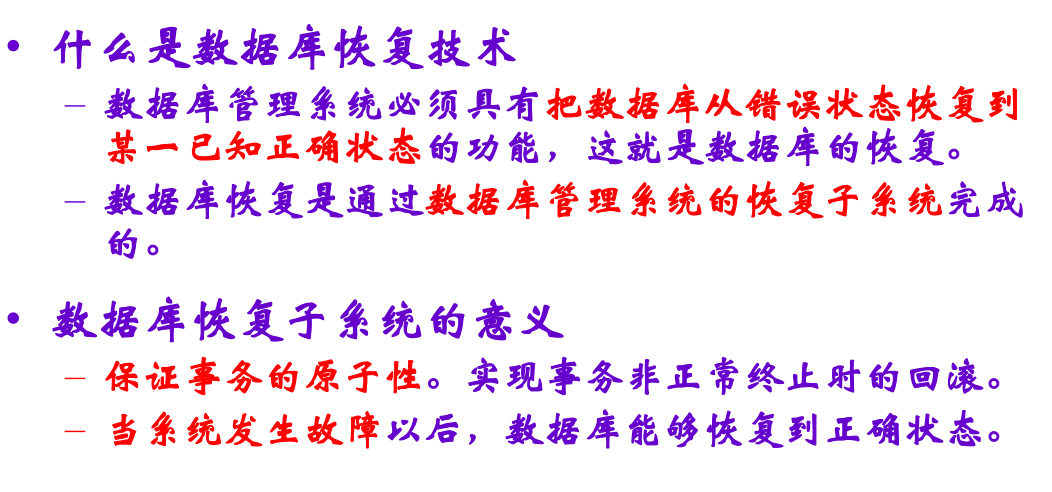 • 什么是数据库恢复技术
– 数据库管理系统必须具有把数据库从错误状态恢复到
某一已知正确状态的功能，这就是数据库的恢复。
– 数据库恢复是通过数据库管理系统的恢复子系统完成
的。
• 数据库恢复子系统的意义
– 保证事务的原子性。实现事务非正常终止时的回滚。
– 当系统发生故障以后，数据库能够恢复到正确状态。